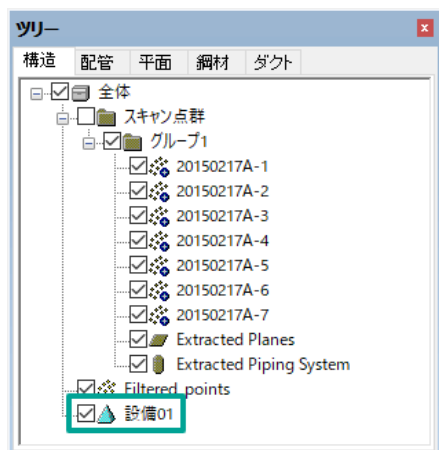 ツリー
構造 配管 平面 鋼材 ダクト
全体
スキャン点群
グループ1
20150217A-1
20150217A-2
20150217A-3
20150217A-4
20150217A-5
20150217A-6
20150217A-7
Extracted Planes
Extracted Piping System
Filtered_points
設備01